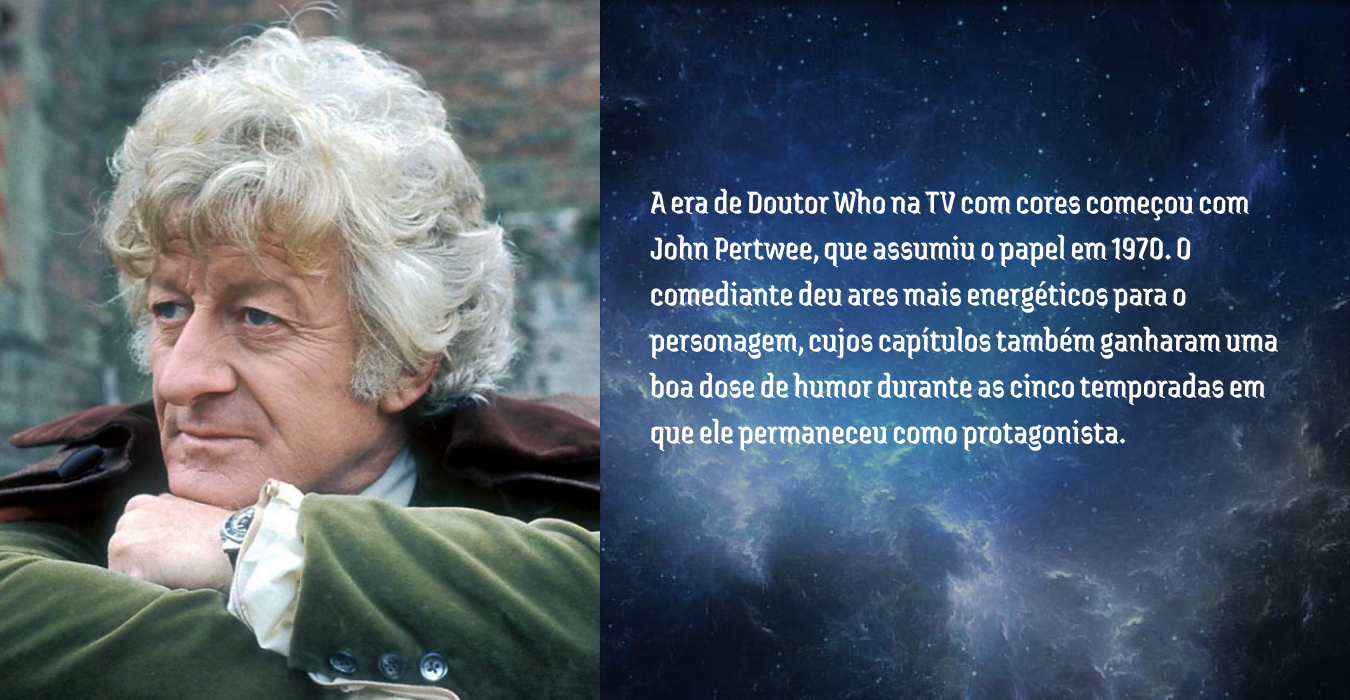 A era de Doutor Who na TV com cores começou com
John Pertwee, que assumiu o papel em 1970. O
comediante deu ares mais energéticos para o
personagem, cujos capítulos também ganharam uma
boa dose de humor durante as cinco temporadas em
que ele permaneceu como protagonista.